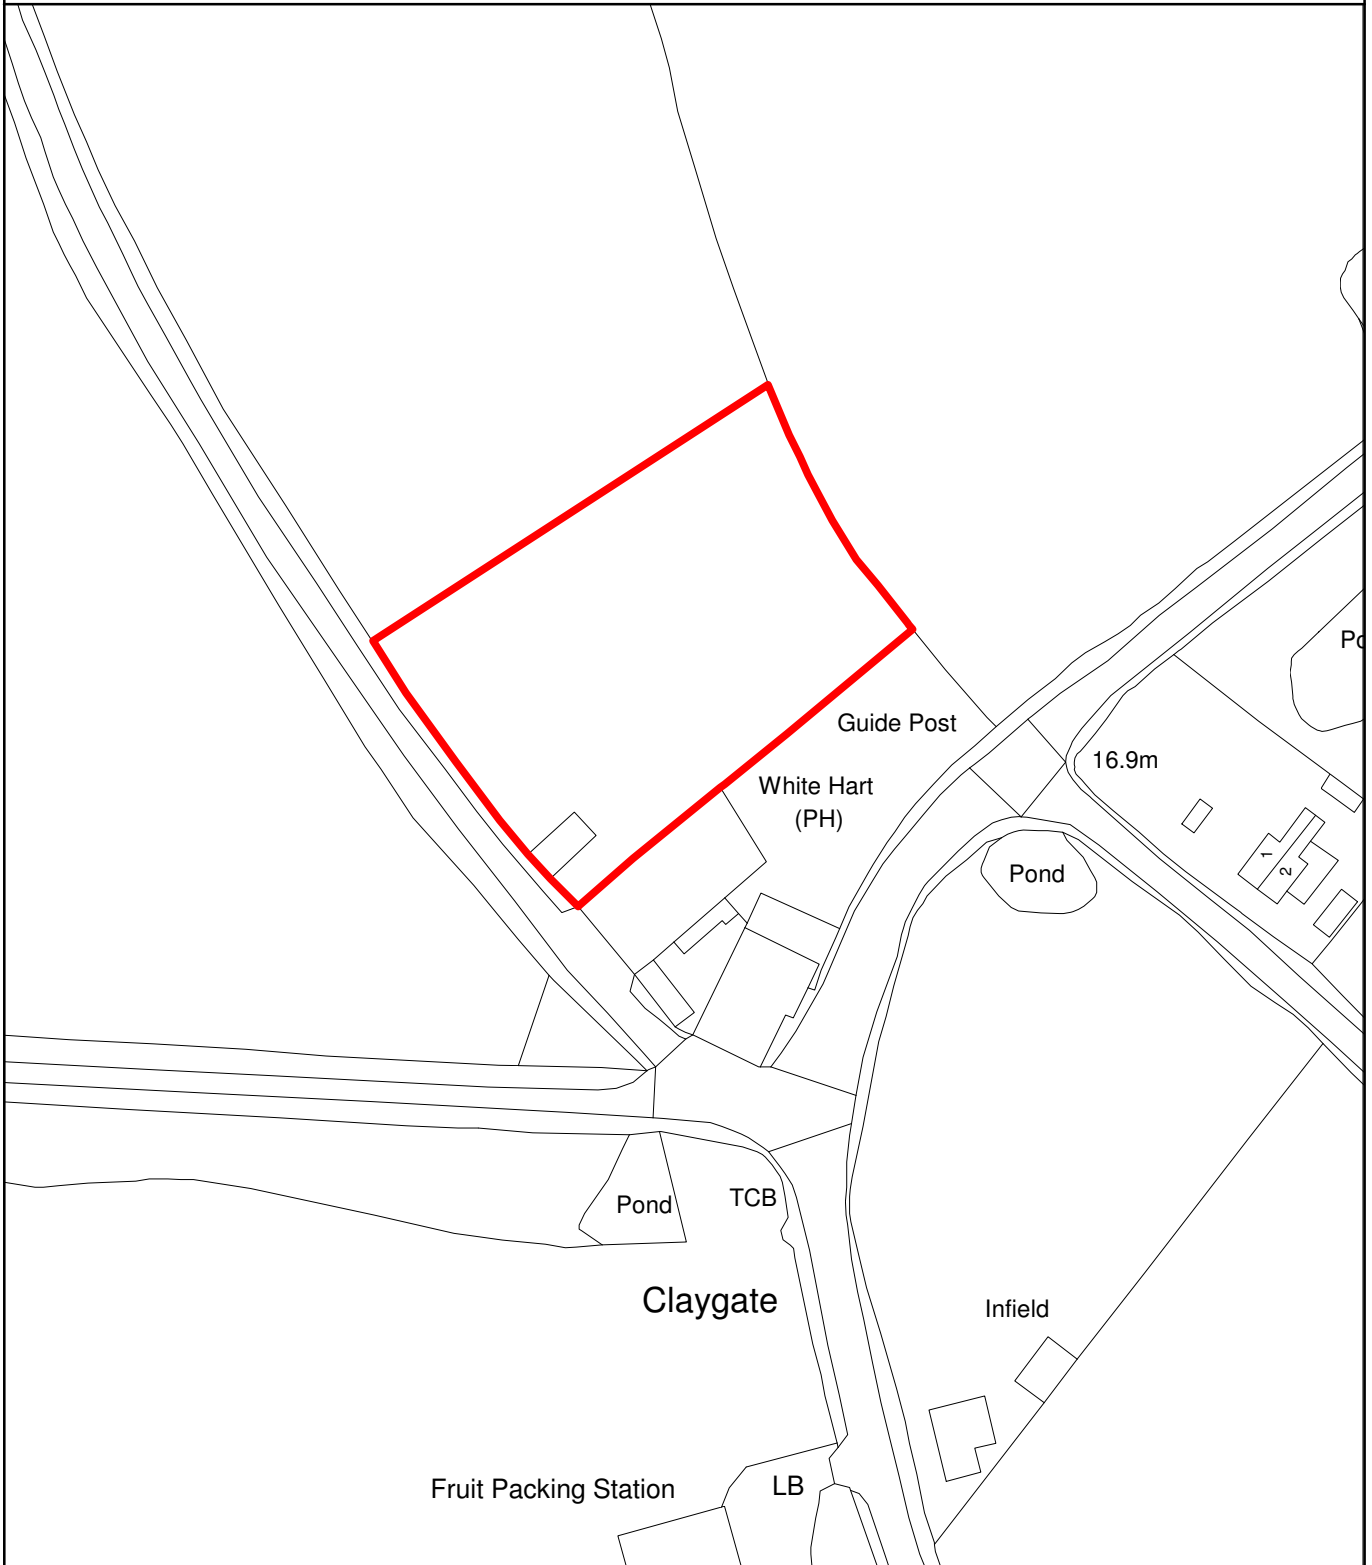 Guide Post
White Hart
(PH)
16.9m
Pond
1
2
Pond
TCB
Claygate
Infield
Fruit Packing Station
LB